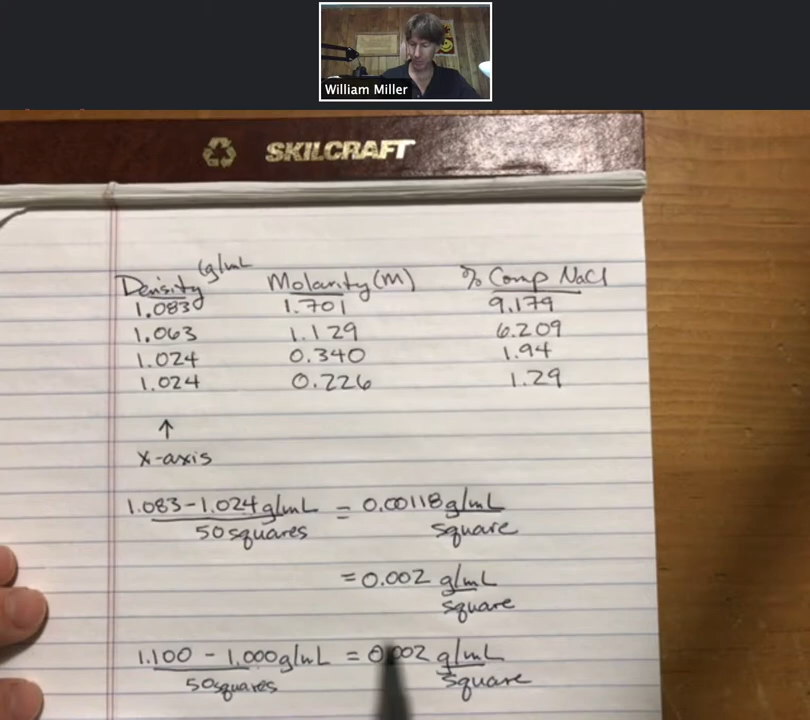 William Miller
SKILCRAFT
Density (g/mL Molarity (M) % Comp NaCl
1.083 1.701 9.179
1.063 1.129 6.209
1.024 0.340 1.94
1.024 0.226 1.29
↑
X-axis
1.083-1.024 g/mL = 0.00118 g/mL
50 squares square
= 0.002 g/mL
square
1.100 - 1.000 g/mL = 0.002 g/mL
50 squares square